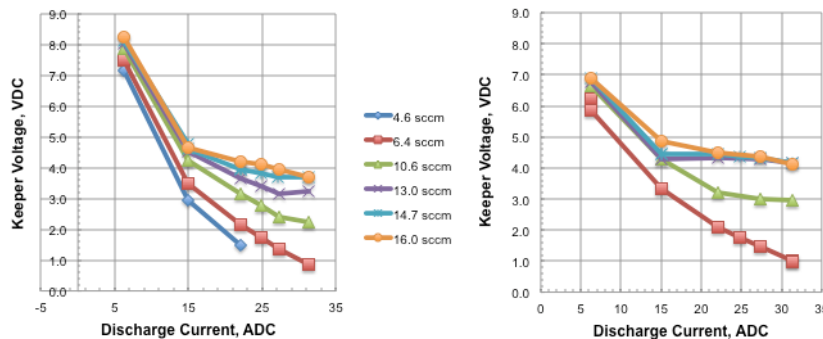 9.0
8.0
7.0
6.0
5.0
4.0
3.0
2.0
1.0
0.0
Keeper Voltage, VDC
-5 5 15 25 35
Discharge Current, ADC
4.6 sccm
6.4 sccm
10.6 sccm
13.0 sccm
14.7 sccm
16.0 sccm
9.0
8.0
7.0
6.0
5.0
4.0
3.0
2.0
1.0
0.0
Keeper Voltage, VDC
0 5 10 15 20 25 30 35
Discharge Current, ADC